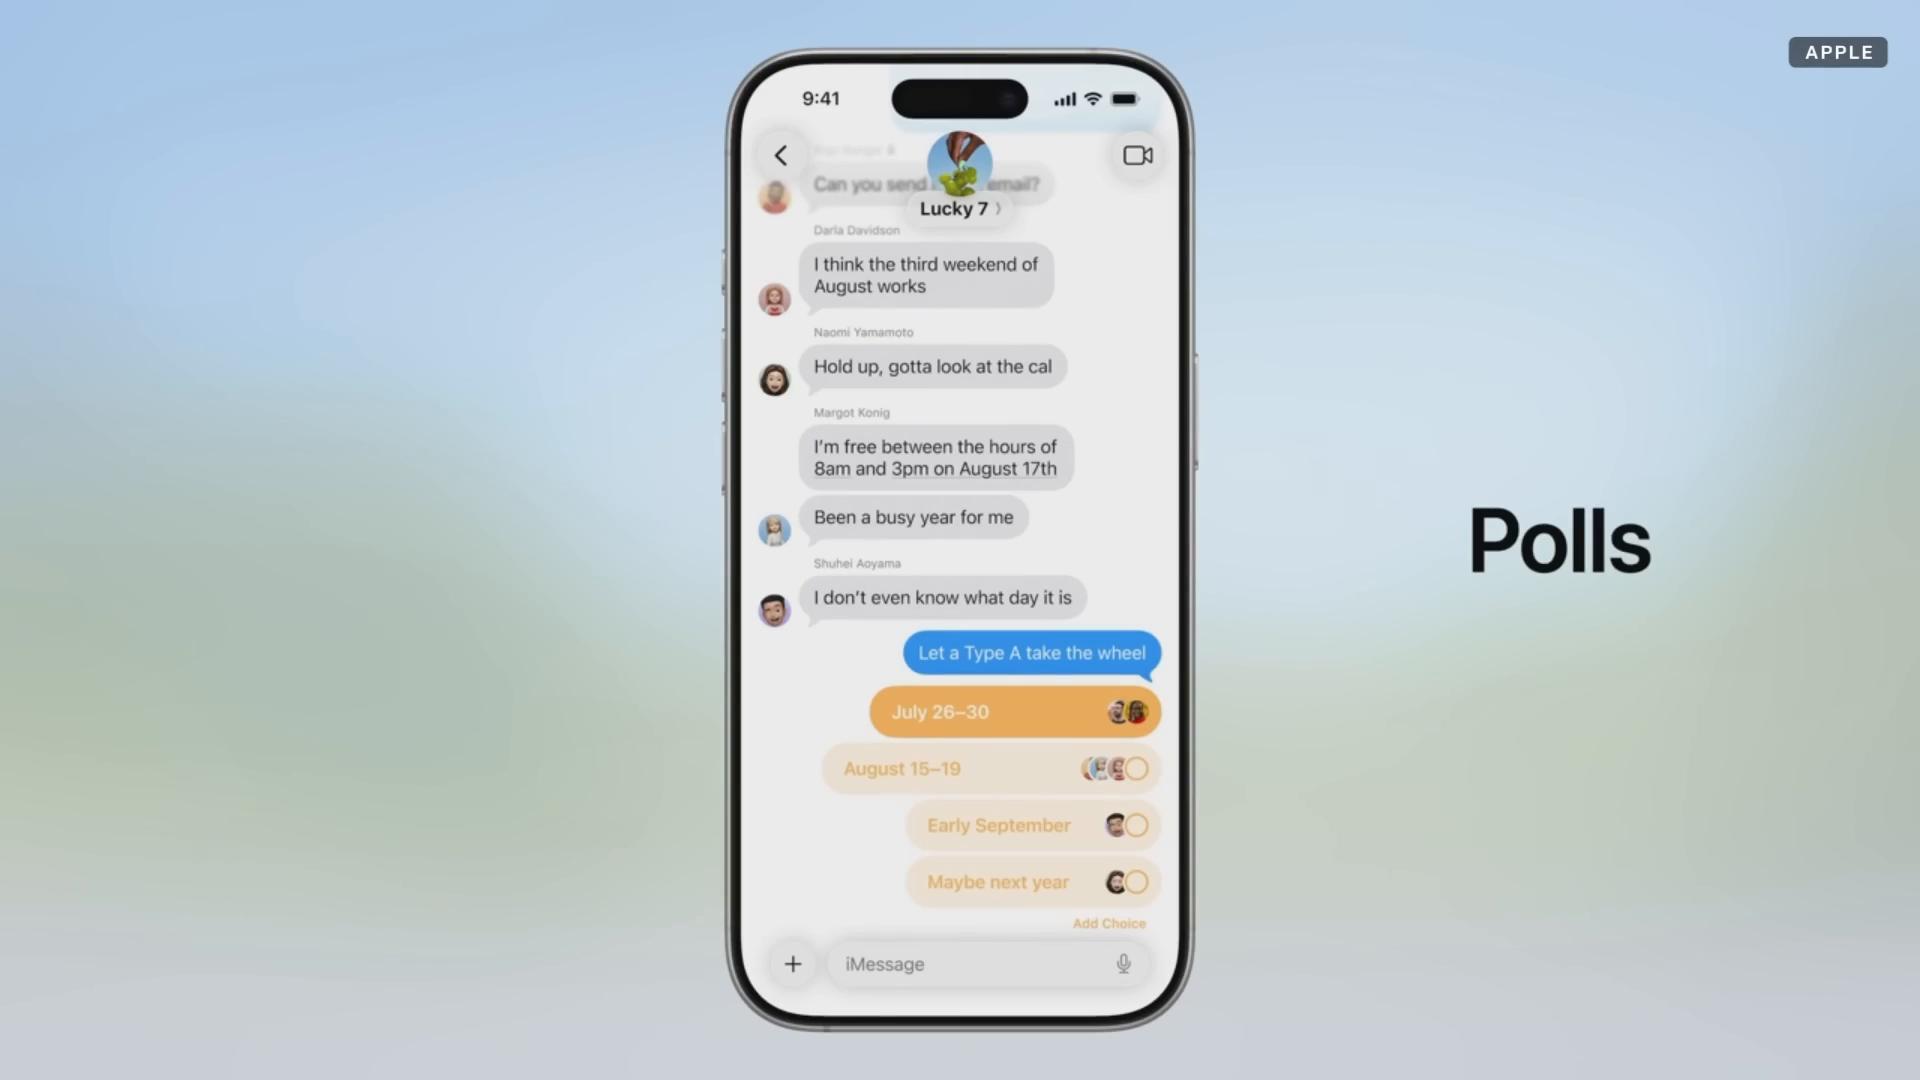 APPLE
9:41
Can you send email?
Lucky 7
Darla Davidson
I think the third weekend of
August works
Naomi Yamamoto
Hold up, gotta look at the cal
Margot Konig
I'm free between the hours of
8am and 3pm on August 17th
Been a busy year for me
Shuhei Aoyama
I don't even know what day it is
Let a Type A take the wheel
July 26–30
August 15–19
Early September
Maybe next year
Add Choice
iMessage
Polls